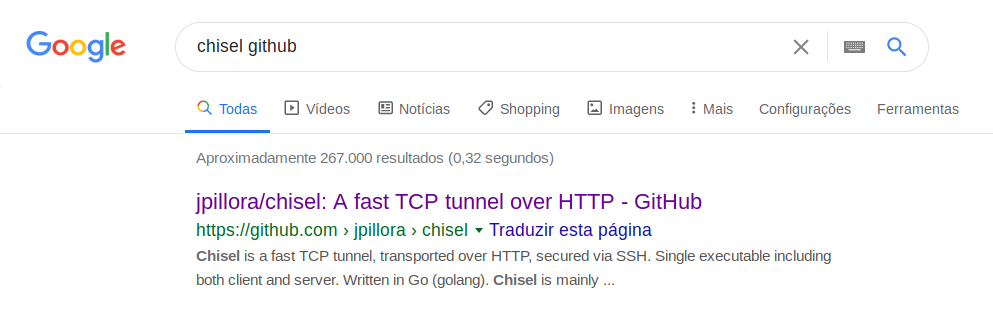 Google chisel github
Todas Vídeos Notícias Shopping Imagens Mais Configurações Ferramentas
Aproximadamente 267.000 resultados (0,32 segundos)
jpillora/chisel: A fast TCP tunnel over HTTP - GitHub
https://github.com › jpillora › chisel Traduzir esta página
Chisel is a fast TCP tunnel, transported over HTTP, secured via SSH. Single executable including
both client and server. Written in Go (golang). Chisel is mainly ...